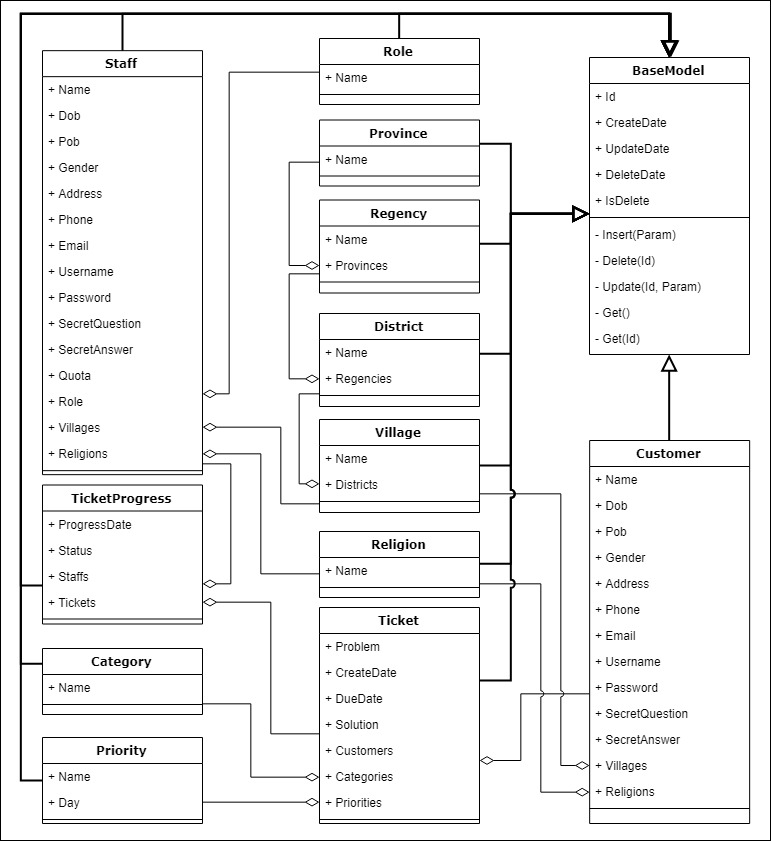 Staff
+ Name
+ Dob
+ Pob
+ Gender
+ Address
+ Phone
+ Email
+ Username
+ Password
+ SecretQuestion
+ SecretAnswer
+ Quota
+ Role
+ Villages
+ Religions
TicketProgress
+ ProgressDate
+ Status
+ Staffs
+ Tickets
Category
+ Name
Priority
+ Name
+ Day
Role
+ Name
Province
+ Name
Regency
+ Name
+ Provinces
District
+ Name
+ Regencies
Village
+ Name
+ Districts
Religion
+ Name
Ticket
+ Problem
+ CreateDate
+ DueDate
+ Solution
+ Customers
+ Categories
+ Priorities
BaseModel
+ Id
+ CreateDate
+ UpdateDate
+ DeleteDate
+ IsDelete
- Insert(Param)
- Delete(Id)
- Update(Id, Param)
- Get()
- Get(Id)
Customer
+ Name
+ Dob
+ Pob
+ Gender
+ Address
+ Phone
+ Email
+ Username
+ Password
+ SecretQuestion
+ SecretAnswer
+ Villages
+ Religions